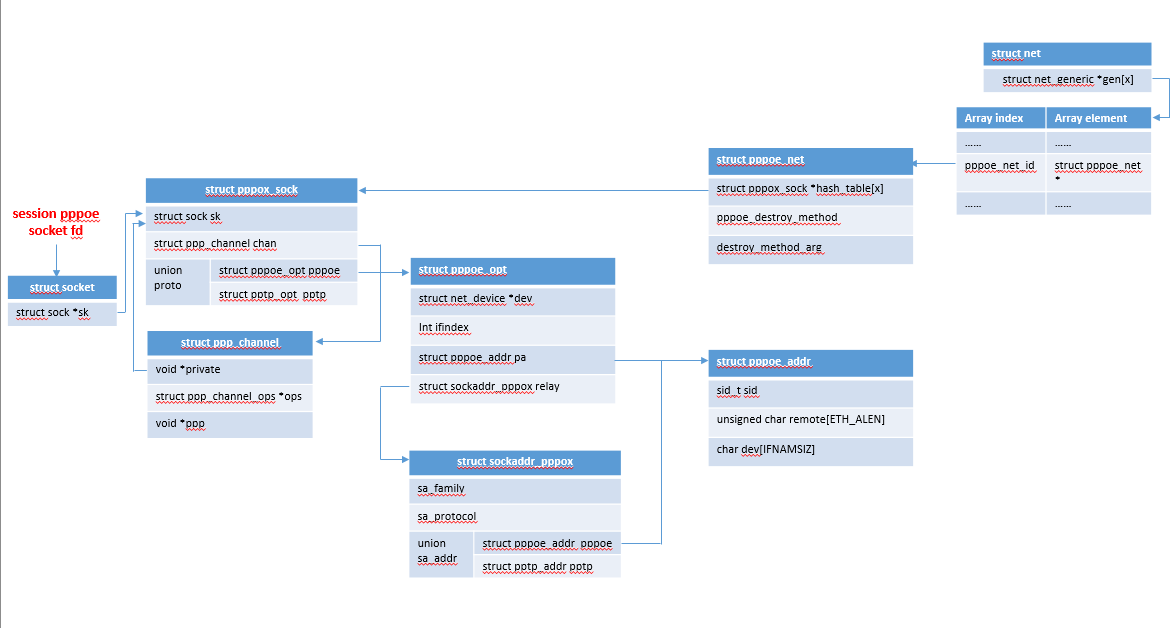 struct net
struct net_generic *gen[x]
Array index
Array element
......
......
pppoe_net_id
struct pppoe_net
*
......
......
struct pppoe_net
struct pppox_sock *hash_table[x]
pppoe_destroy_method
destroy_method_arg
struct pppox_sock
struct sock sk
struct ppp_channel chan
union
proto
struct pppoe_opt pppoe
struct pptp_opt pptp
session pppoe
socket fd
struct socket
struct sock *sk
struct pppoe_opt
struct net_device *dev
Int ifindex
struct pppoe_addr pa
struct sockaddr_pppox relay
struct ppp_channel
void *private
struct ppp_channel_ops *ops
void *ppp
struct pppoe_addr
sid_t sid
unsigned char remote[ETH_ALEN]
char dev[IFNAMSIZ]
struct sockaddr_pppox
sa_family
sa_protocol
union
sa_addr
struct pppoe_addr pppoe
struct pptp_addr pptp